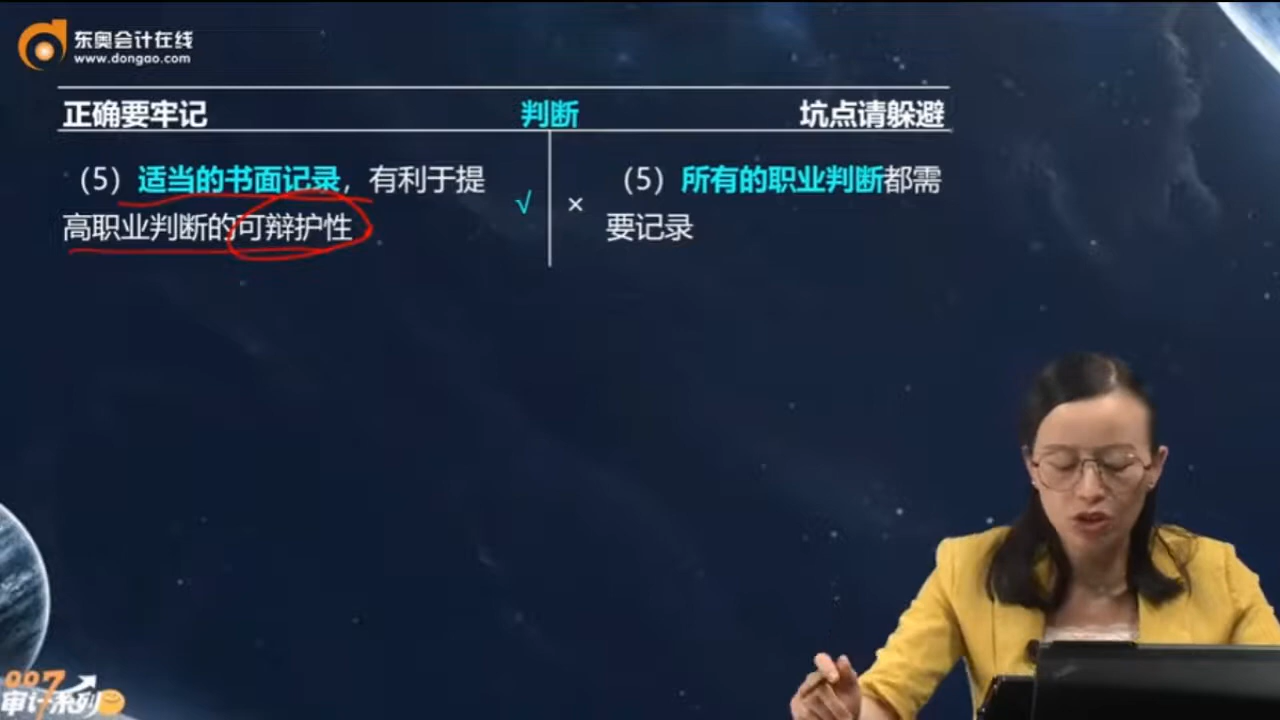 东奥会计在线
www.dongao.com
正确要牢记 判断 坑点请躲避
（5）适当的书面记录，有利于提
高职业判断的可辩护性
√ ×
（5）所有的职业判断都需
要记录
007
审计系列